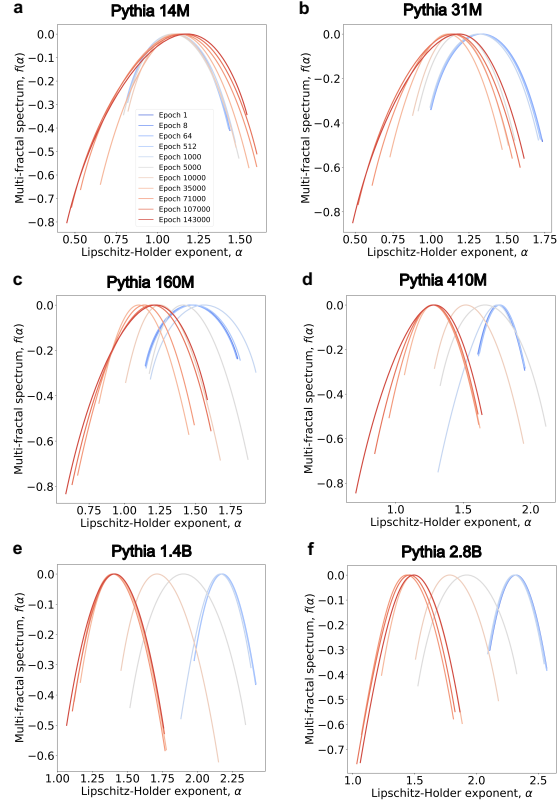 a
Pythia 14M
0.0
−0.1
−0.2
−0.3
−0.4
−0.5
−0.6
−0.7
−0.8
Multi-fractal spectrum, f(α)
Epoch 1
Epoch 8
Epoch 64
Epoch 512
Epoch 1000
Epoch 5000
Epoch 10000
Epoch 35000
Epoch 71000
Epoch 107000
Epoch 143000
0.50 0.75 1.00 1.25 1.50
Lipschitz-Holder exponent, α
b
Pythia 31M
0.0
−0.2
−0.4
−0.6
−0.8
Multi-fractal spectrum, f(α)
0.50 0.75 1.00 1.25 1.50 1.75
Lipschitz-Holder exponent, α
c
Pythia 160M
0.0
−0.2
−0.4
−0.6
−0.8
Multi-fractal spectrum, f(α)
0.75 1.00 1.25 1.50 1.75
Lipschitz-Holder exponent, α
d
Pythia 410M
0.0
−0.1
−0.2
−0.3
−0.4
−0.5
−0.6
−0.7
−0.8
Multi-fractal spectrum, f(α)
1.0 1.5 2.0
Lipschitz-Holder exponent, α
e
Pythia 1.4B
0.0
−0.1
−0.2
−0.3
−0.4
−0.5
−0.6
Multi-fractal spectrum, f(α)
1.00 1.25 1.50 1.75 2.00 2.25
Lipschitz-Holder exponent, α
f
Pythia 2.8B
0.0
−0.1
−0.2
−0.3
−0.4
−0.5
−0.6
−0.7
Multi-fractal spectrum, f(α)
1.0 1.5 2.0 2.5
Lipschitz-Holder exponent, α